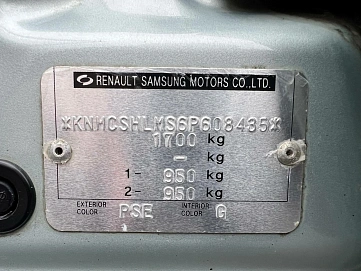 RENAULT SAMSUNG MOTORS CO.,LTD.
*KNMCSHLMS6P608435*
1700 kg
- kg
1- 950 kg
2- 950 kg
EXTERIOR COLOR PSE INTERIOR COLOR G